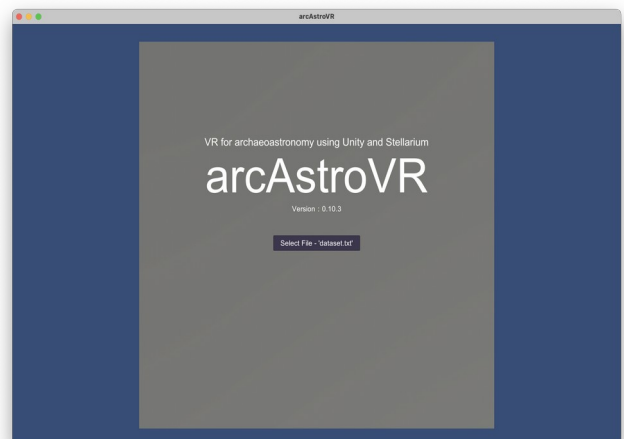 arcAstroVR
VR for archaeoastronomy using Unity and Stellarium
arcAstroVR
Version : 0.10.3
Select File - 'dataset.txt'